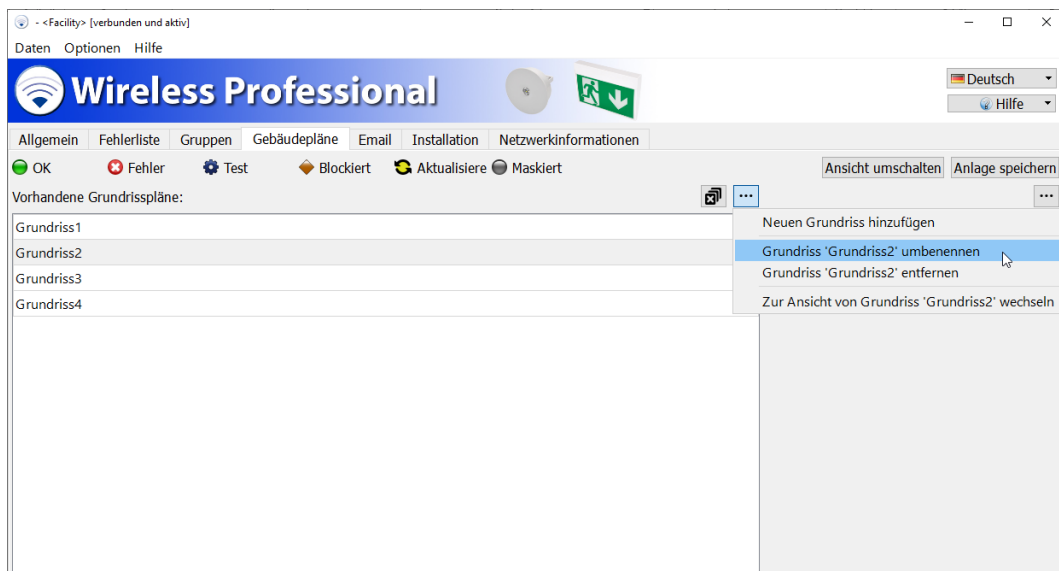 - <Facility> [verbunden und aktiv]
Daten Optionen Hilfe
Wireless Professional
Deutsch
Hilfe
Allgemein Fehlerliste Gruppen Gebäudepläne Email Installation Netzwerkinformationen
OK Fehler Test Blockiert Aktualisiere Maskiert Ansicht umschalten Anlage speichern
Vorhandene Grundrisspläne: ... ...
Grundriss1
Grundriss2
Grundriss3
Grundriss4
Neuen Grundriss hinzufügen
Grundriss 'Grundriss2' umbenennen
Grundriss 'Grundriss2' entfernen
Zur Ansicht von Grundriss 'Grundriss2' wechseln